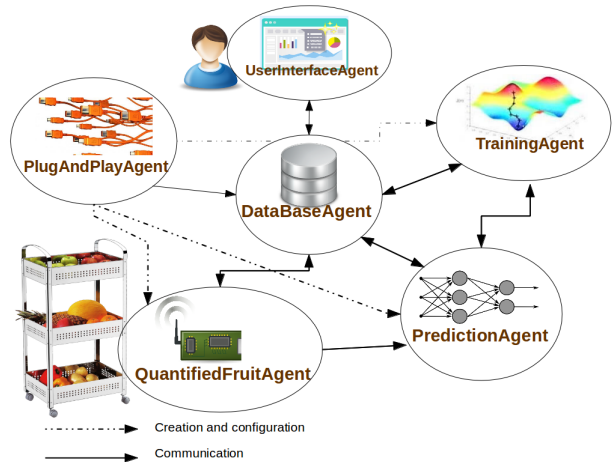 UserInterfaceAgent
PlugAndPlayAgent
TrainingAgent
DataBaseAgent
PredictionAgent
QuantifiedFruitAgent
Creation and configuration
Communication